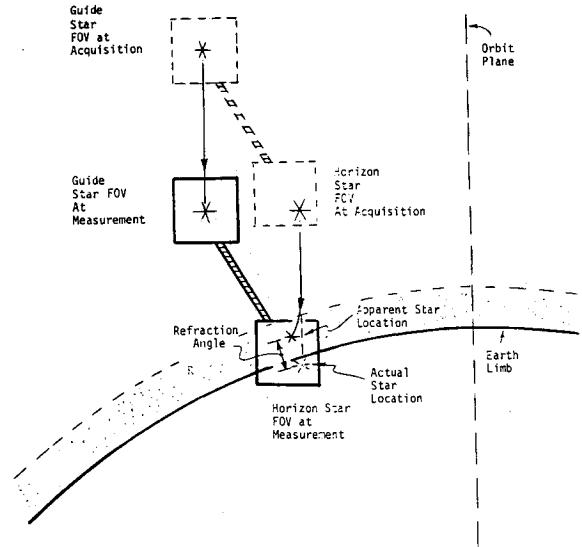 Guide
Star
FOV at
Acquisition
Orbit
Plane
Guide
Star FOV
At
Measurement
Horizon
Star
FOV
At Acquisition
Refraction
Angle
Apparent Star
Location
Earth
Limb
Actual
Star
Location
Horizon Star
FOV at
Measurement